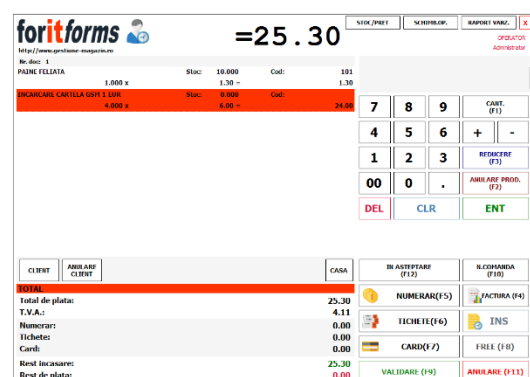 foritforms
http://www.gestiune-magazin.ro
=25.30
STOC/PRET SCHIMB.OP. RAPORT VANZ. X
OPERATOR
Administrator
Nr. doc: 1
PAINE FELIATA Stoc: 10.000 Cod: 101
1.000 x 1.30 = 1.30
INCARCARE CARTELA GSM 1 EUR Stoc: 0.000 Cod:
4.000 x 6.00 = 24.00
7 8 9 CANT. (F1)
4 5 6 + -
1 2 3 REDUCERE (F3)
00 0 . ANULARE PROD. (F2)
DEL CLR ENT
CLIENT ANULARE CLIENT CASA IN ASTEPTARE (F12) N.COMANDA (F10)
TOTAL
Total de plata: 25.30
T.V.A.: 4.11
Numerar: 0.00
Tichete: 0.00
Card: 0.00
Rest incasare: 25.30
Rest de plata: 0.00
NUMERAR(F5) FACTURA (F4)
TICHETE(F6) INS
CARD(F7) FREE (F8)
VALIDARE (F9) ANULARE (F11)